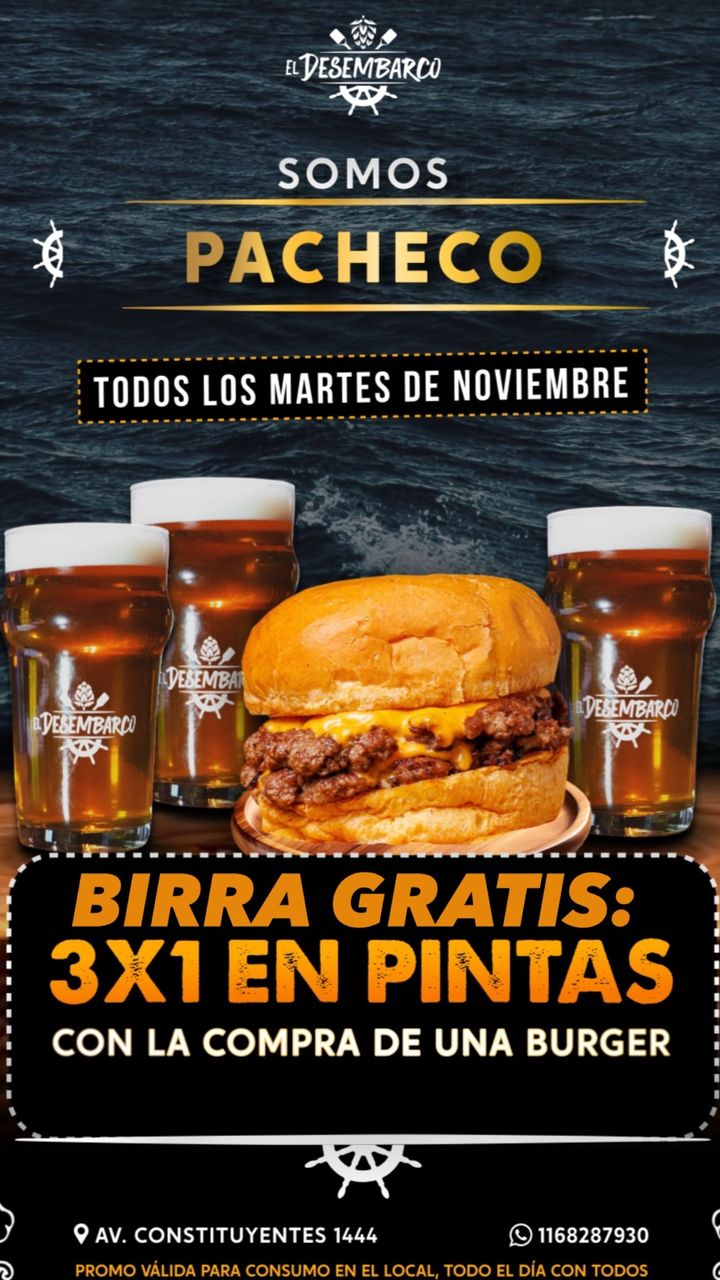 EL DESEMBARCO
SOMOS
PACHECO
TODOS LOS MARTES DE NOVIEMBRE
EL DESEMBARCO
DESEMBAR
EL DESEMBARCO
BIRRA GRATIS:
3X1 EN PINTAS
CON LA COMPRA DE UNA BURGER
AV. CONSTITUYENTES 1444
1168287930
PROMO VÁLIDA PARA CONSUMO EN EL LOCAL, TODO EL DÍA CON TODOS